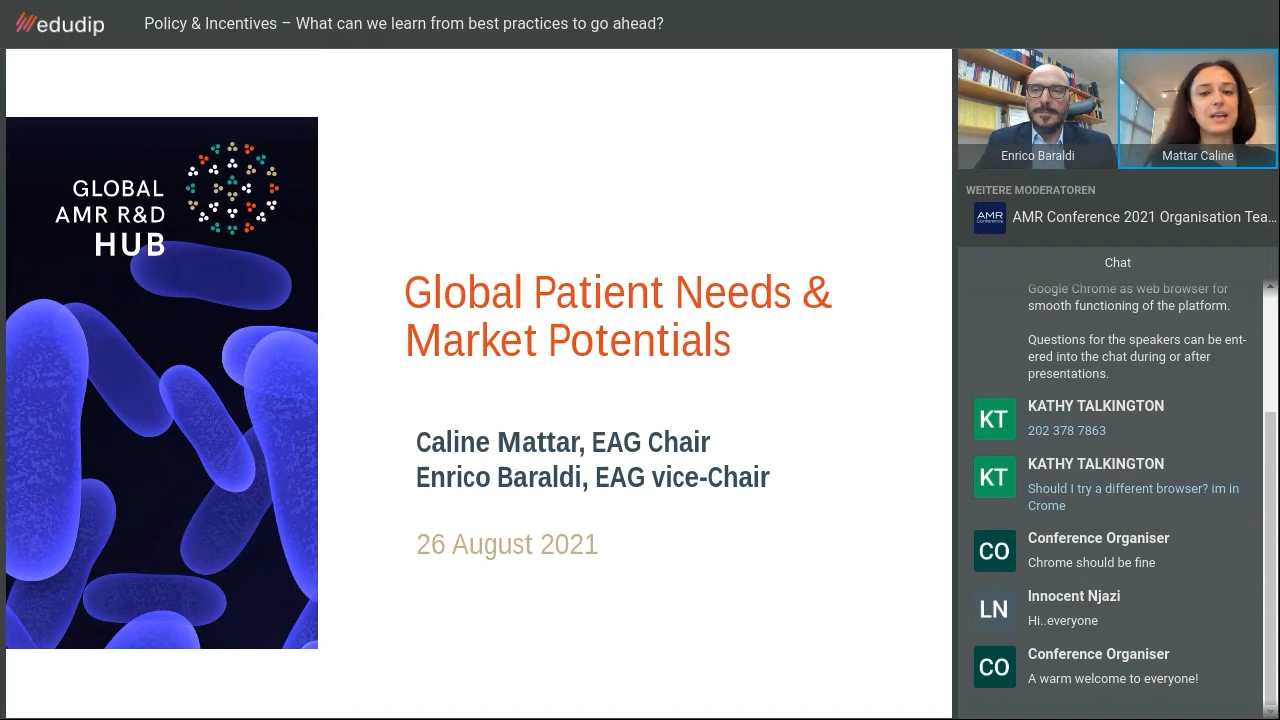 edudip
Policy & Incentives – What can we learn from best practices to go ahead?
GLOBAL
AMR R&D
HUB
Global Patient Needs &
Market Potentials
Caline Mattar, EAG Chair
Enrico Baraldi, EAG vice-Chair
26 August 2021
Enrico Baraldi
Mattar Caline
WEITERE MODERATOREN
AMR
Conference
AMR Conference 2021 Organisation Tea...
Chat
Google Chrome as web browser for
smooth functioning of the platform.
Questions for the speakers can be ent-
ered into the chat during or after
presentations.
KT
KATHY TALKINGTON
202 378 7863
KT
KATHY TALKINGTON
Should I try a different browser? im in
Crome
CO
Conference Organiser
Chrome should be fine
LN
Innocent Njazi
Hi..everyone
CO
Conference Organiser
A warm welcome to everyone!